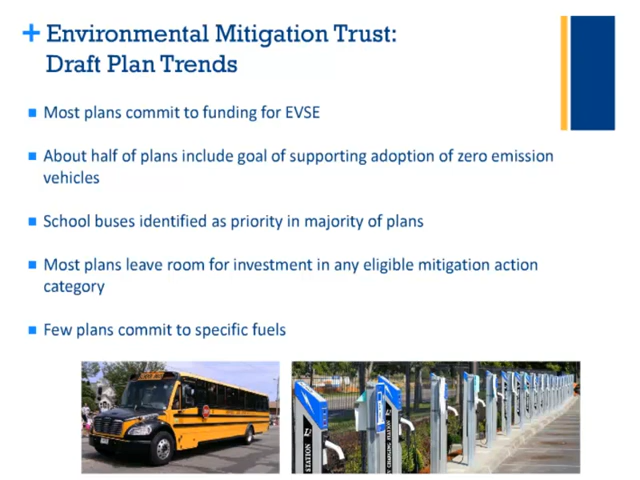 + Environmental Mitigation Trust:
Draft Plan Trends
■ Most plans commit to funding for EVSE
■ About half of plans include goal of supporting adoption of zero emission
vehicles
■ School buses identified as priority in majority of plans
■ Most plans leave room for investment in any eligible mitigation action
category
■ Few plans commit to specific fuels
STATION